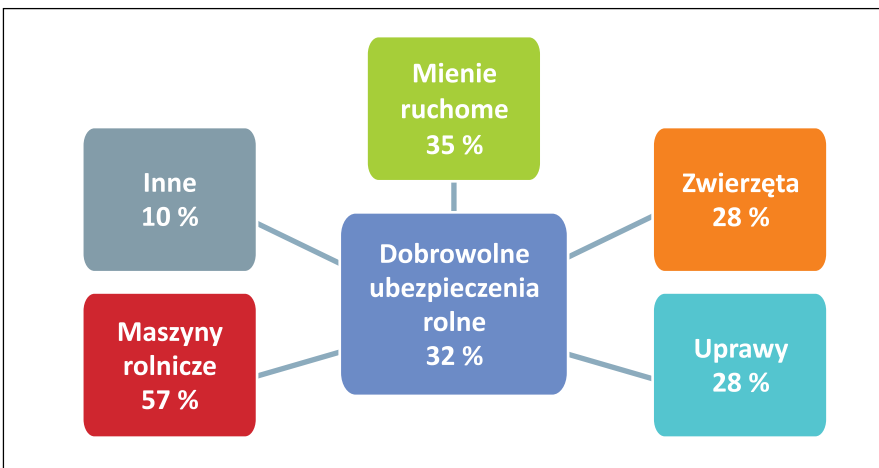 Mienie
ruchome
35 %
Inne
10 %
Zwierzęta
28 %
Dobrowolne
ubezpieczenia
rolne
32 %
Maszyny
rolnicze
57 %
Uprawy
28 %